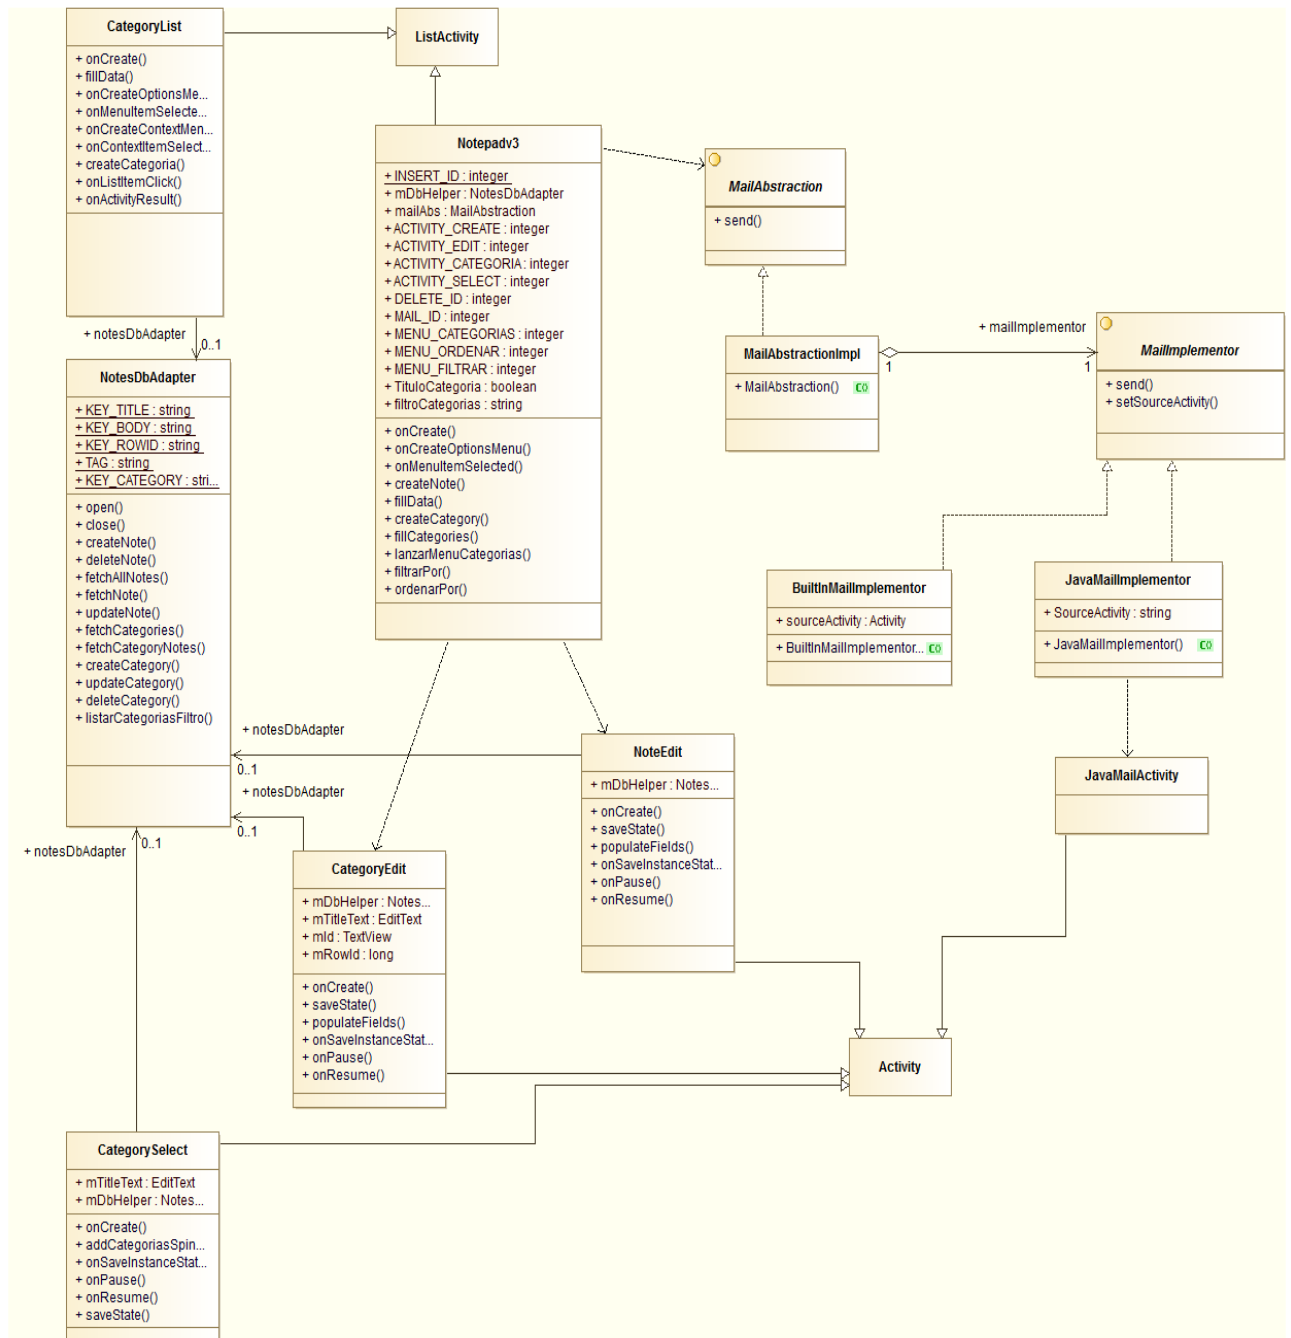 CategoryList
+ onCreate()
+ fillData()
+ onCreateOptionsMe...
+ onMenuItemSelecte...
+ onCreateContextMen...
+ onContextItemSelect...
+ createCategoria()
+ onListItemClick()
+ onActivityResult()
ListActivity
Notepadv3
+ INSERT_ID : integer
+ mDbHelper : NotesDbAdapter
+ mailAbs : MailAbstraction
+ ACTIVITY_CREATE : integer
+ ACTIVITY_EDIT : integer
+ ACTIVITY_CATEGORIA : integer
+ ACTIVITY_SELECT : integer
+ DELETE_ID : integer
+ MAIL_ID : integer
+ MENU_CATEGORIAS : integer
+ MENU_ORDENAR : integer
+ MENU_FILTRAR : integer
+ TituloCategoria : boolean
+ filtroCategorias : string
+ onCreate()
+ onCreateOptionsMenu()
+ onMenuItemSelected()
+ createNote()
+ fillData()
+ createCategory()
+ fillCategories()
+ lanzarMenuCategorias()
+ filtrarPor()
+ ordenarPor()
MailAbstraction
+ send()
MailAbstractionImpl
+ MailAbstraction() CO
+ mailImplementor
1
1
MailImplementor
+ send()
+ setSourceActivity()
+ notesDbAdapter
0..1
NotesDbAdapter
+ KEY_TITLE : string
+ KEY_BODY : string
+ KEY_ROWID : string
+ TAG : string
+ KEY_CATEGORY : stri...
+ open()
+ close()
+ createNote()
+ deleteNote()
+ fetchAllNotes()
+ fetchNote()
+ updateNote()
+ fetchCategories()
+ fetchCategoryNotes()
+ createCategory()
+ updateCategory()
+ deleteCategory()
+ listarCategoriasFiltro()
BuiltInMailImplementor
+ sourceActivity : Activity
+ BuiltInMailImplementor... CO
JavaMailImplementor
+ SourceActivity : string
+ JavaMailImplementor() CO
+ notesDbAdapter
0..1
+ notesDbAdapter
0..1
NoteEdit
+ mDbHelper : Notes...
+ onCreate()
+ saveState()
+ populateFields()
+ onSaveInstanceStat...
+ onPause()
+ onResume()
JavaMailActivity
+ notesDbAdapter
0..1
CategoryEdit
+ mDbHelper : Notes...
+ mTitleText : EditText
+ mId : TextView
+ mRowId : long
+ onCreate()
+ saveState()
+ populateFields()
+ onSaveInstanceStat...
+ onPause()
+ onResume()
Activity
CategorySelect
+ mTitleText : EditText
+ mDbHelper : Notes...
+ onCreate()
+ addCategoriasSpin...
+ onSaveInstanceStat...
+ onPause()
+ onResume()
+ saveState()